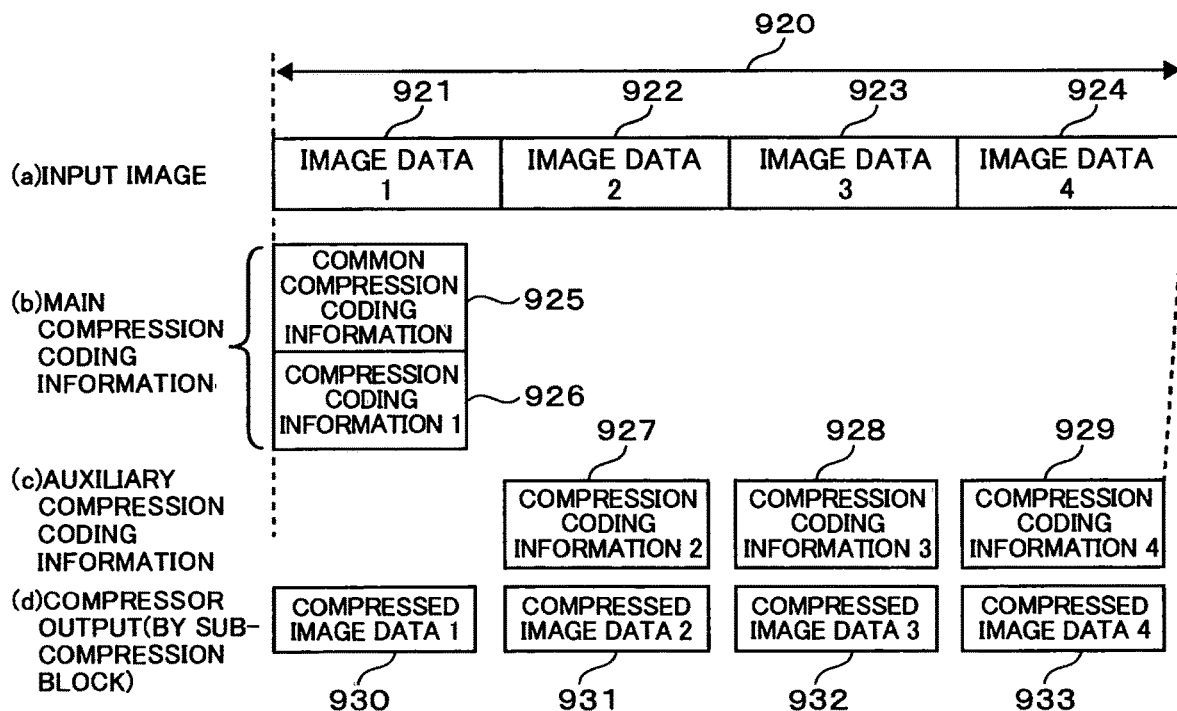 920
921 922 923 924
(a)INPUT IMAGE
IMAGE DATA
1
IMAGE DATA
2
IMAGE DATA
3
IMAGE DATA
4
(b)MAIN
COMPRESSION
CODING
INFORMATION
COMMON
COMPRESSION
CODING
INFORMATION
925
COMPRESSION
CODING
INFORMATION 1
926
927 928 929
(c)AUXILIARY
COMPRESSION
CODING
INFORMATION
COMPRESSION
CODING
INFORMATION 2
COMPRESSION
CODING
INFORMATION 3
COMPRESSION
CODING
INFORMATION 4
(d)COMPRESSOR
OUTPUT(BY SUB-
COMPRESSION
BLOCK)
COMPRESSED
IMAGE DATA 1
COMPRESSED
IMAGE DATA 2
COMPRESSED
IMAGE DATA 3
COMPRESSED
IMAGE DATA 4
930 931 932 933